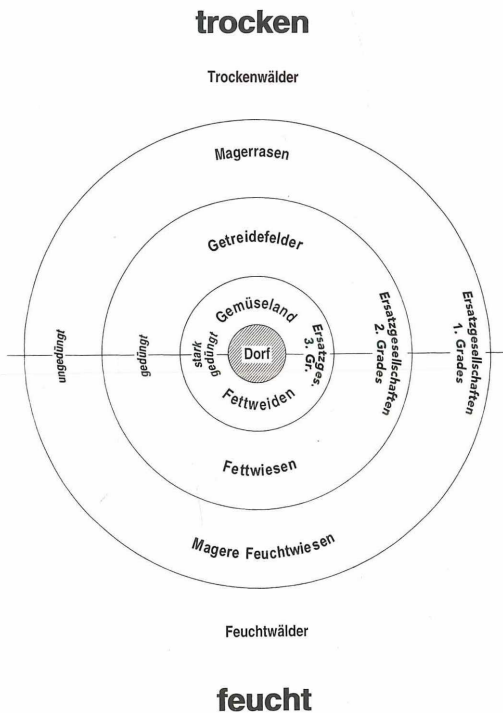 trocken
Trockenwälder
Magerrasen
Getreidefelder
Gemüseland
ungedüngt
gedüngt
stark
gedüngt
Dorf
Ersatzges.
3. Gr.
Ersatzgesellschaften
2. Grades
Ersatzgesellschaften
1. Grades
Fettweiden
Fettwiesen
Magere Feuchtwiesen
Feuchtwälder
feucht